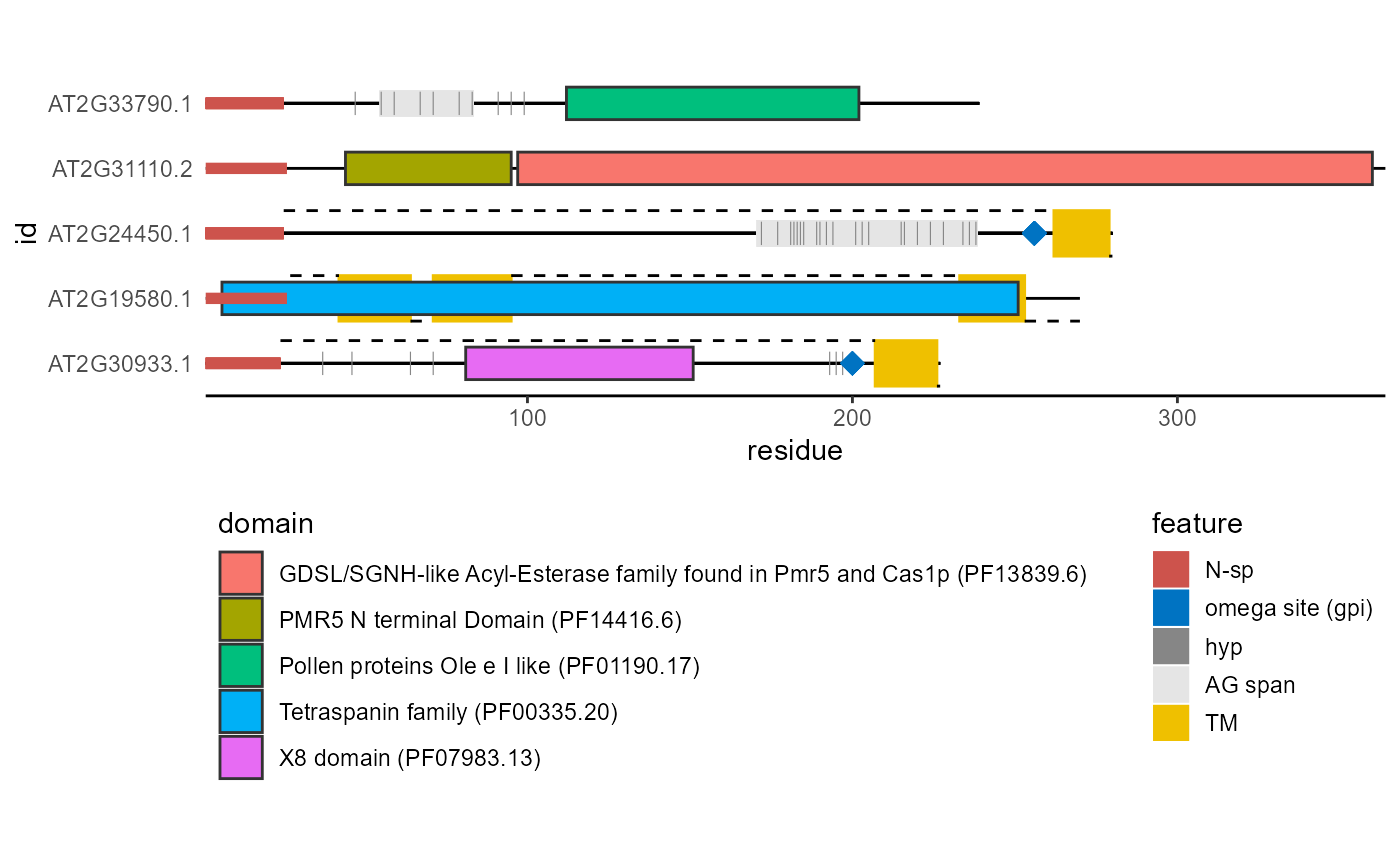 AT2G33790.1
AT2G31110.2
AT2G24450.1
AT2G19580.1
AT2G30933.1
id
100 200 300
residue
domain
GDSL/SGNH-like Acyl-Esterase family found in Pmr5 and Cas1p (PF13839.6)
PMR5 N terminal Domain (PF14416.6)
Pollen proteins Ole e I like (PF01190.17)
Tetraspanin family (PF00335.20)
X8 domain (PF07983.13)
feature
N-sp
omega site (gpi)
hyp
AG span
TM